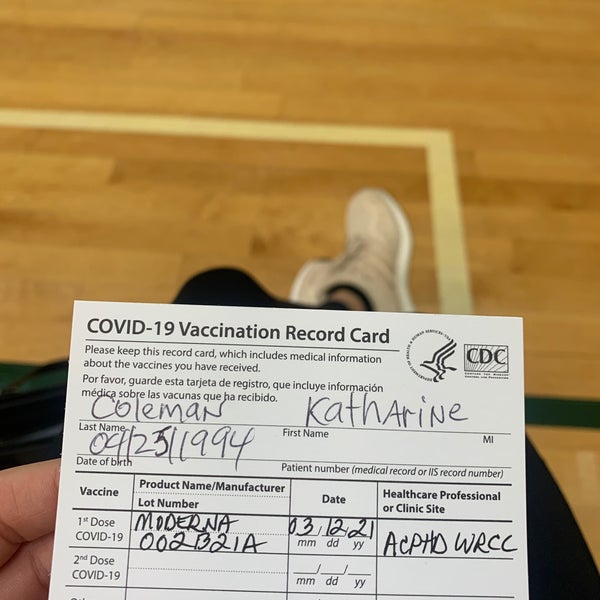 COVID-19 Vaccination Record Card
Please keep this record card, which includes medical information
about the vaccines you have received.
Por favor, guarde esta tarjeta de registro, que incluye información
médica sobre las vacunas que ha recibido.
CDC
Coleman Katharine
Last Name First Name MI
04/25/1994
Date of birth Patient number (medical record or IIS record number)
Vaccine Product Name/Manufacturer Date Healthcare Professional
Lot Number or Clinic Site
1st Dose MODERNA 03/12/21
COVID-19 002B21A mm dd yy ACPHD WRCC
2nd Dose / /
COVID-19 mm dd yy